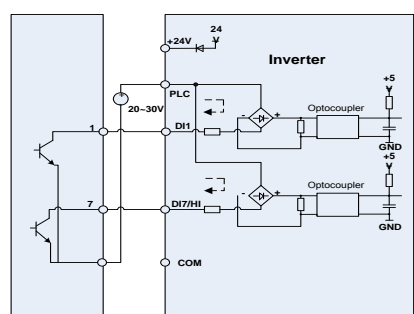 24
+24V
Inverter
+5
PLC
- +
Optocoupler
20~30V
1
DI1
GND
+5
- +
Optocoupler
7
DI7/HI
GND
COM